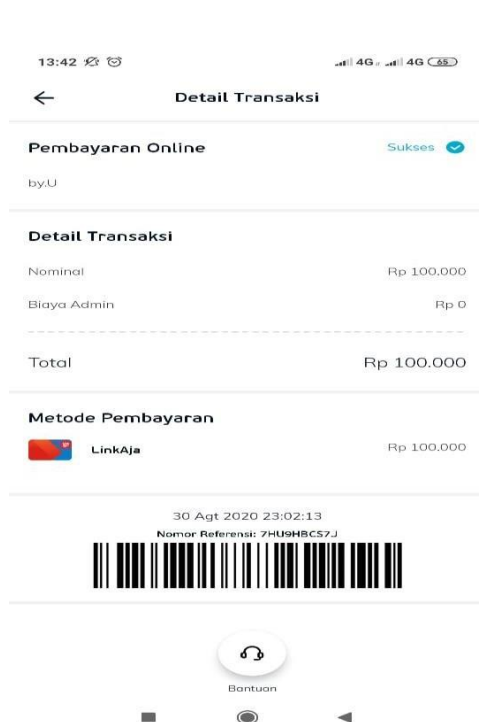 13:42 4G 4G 65
Detail Transaksi
Pembayaran Online Sukses
by.U
Detail Transaksi
Nominal Rp 100.000
Biaya Admin Rp 0
Total Rp 100.000
Metode Pembayaran
LinkAja Rp 100.000
30 Agt 2020 23:02:13
Nomor Referensi: 7HU9HBCS7J
Bantuan